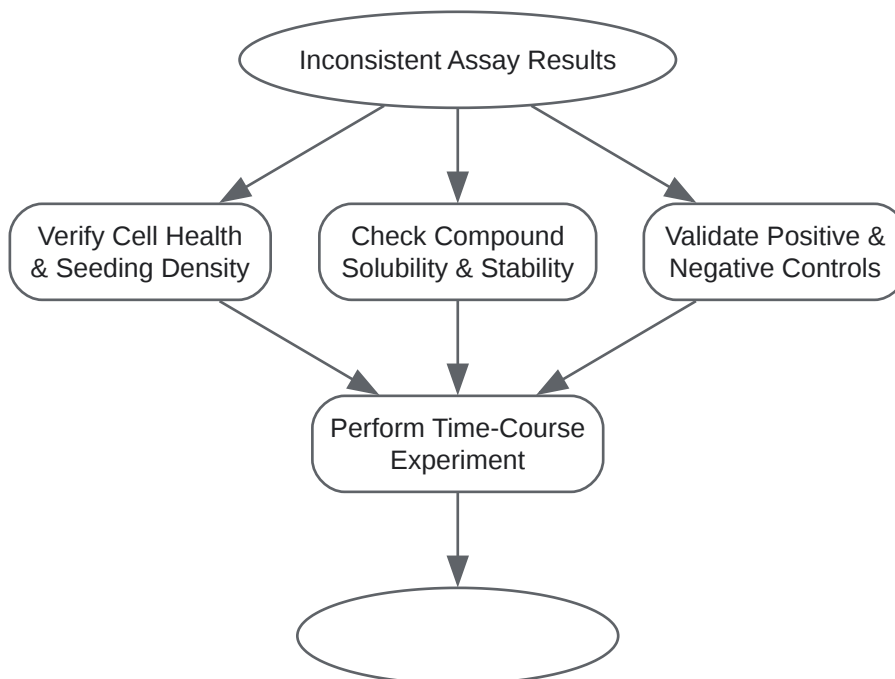 Inconsistent Assay Results
Verify Cell Health
& Seeding Density
Check Compound
Solubility & Stability
Validate Positive &
Negative Controls
Perform Time-Course
Experiment